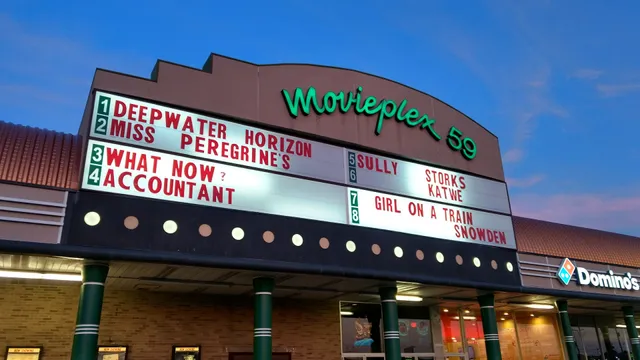 Movieplex 59
1 DEEPWATER HORIZON
2 MISS PEREGRINE'S
3 WHAT NOW?
4 ACCOUNTANT
5 SULLY STORKS
6 KATWE
7 GIRL ON A TRAIN
8 SNOWDEN
Domino's